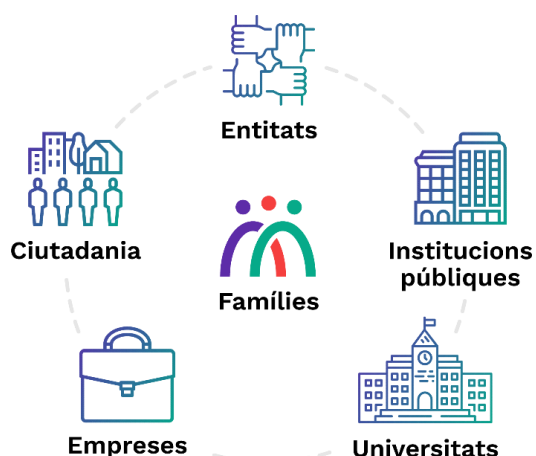 Entitats
Ciutadania
Institucions
públiques
Famílies
Empreses
Universitats